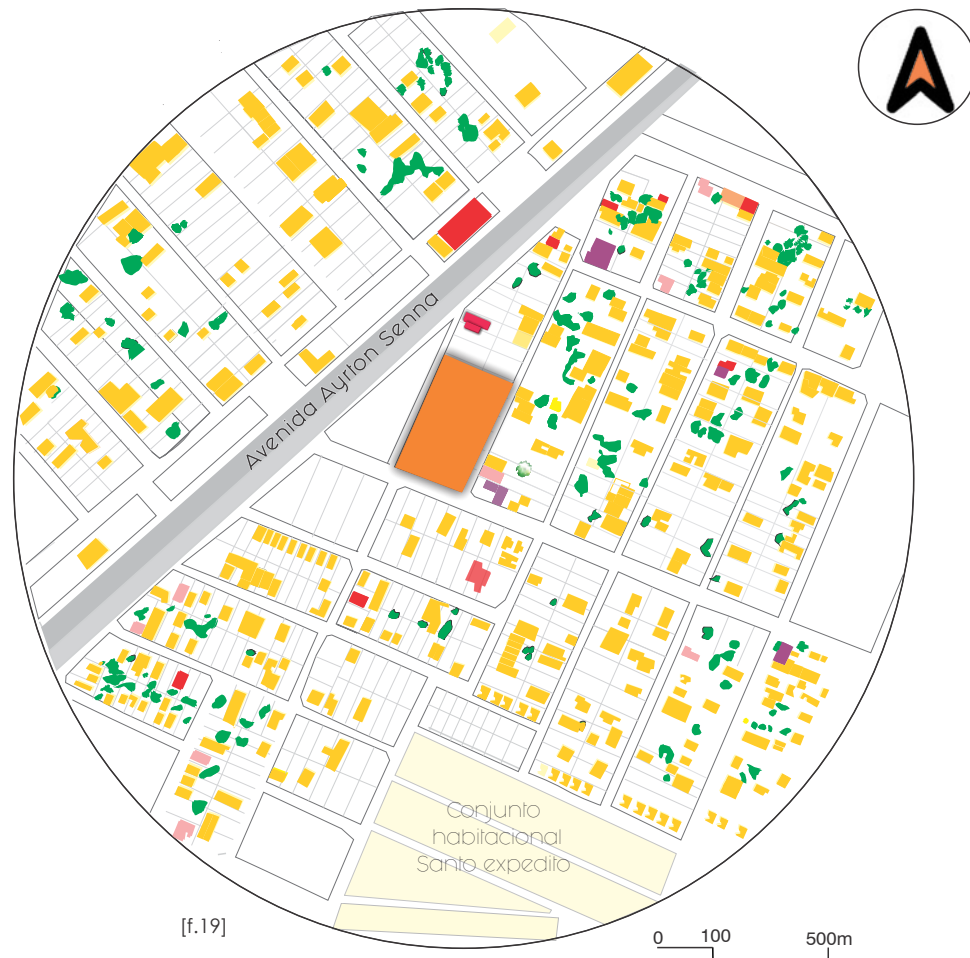 Avenida Ayrton Senna
Conjunto
habitacional
Santo expedito
[f.19]
0 100 500m